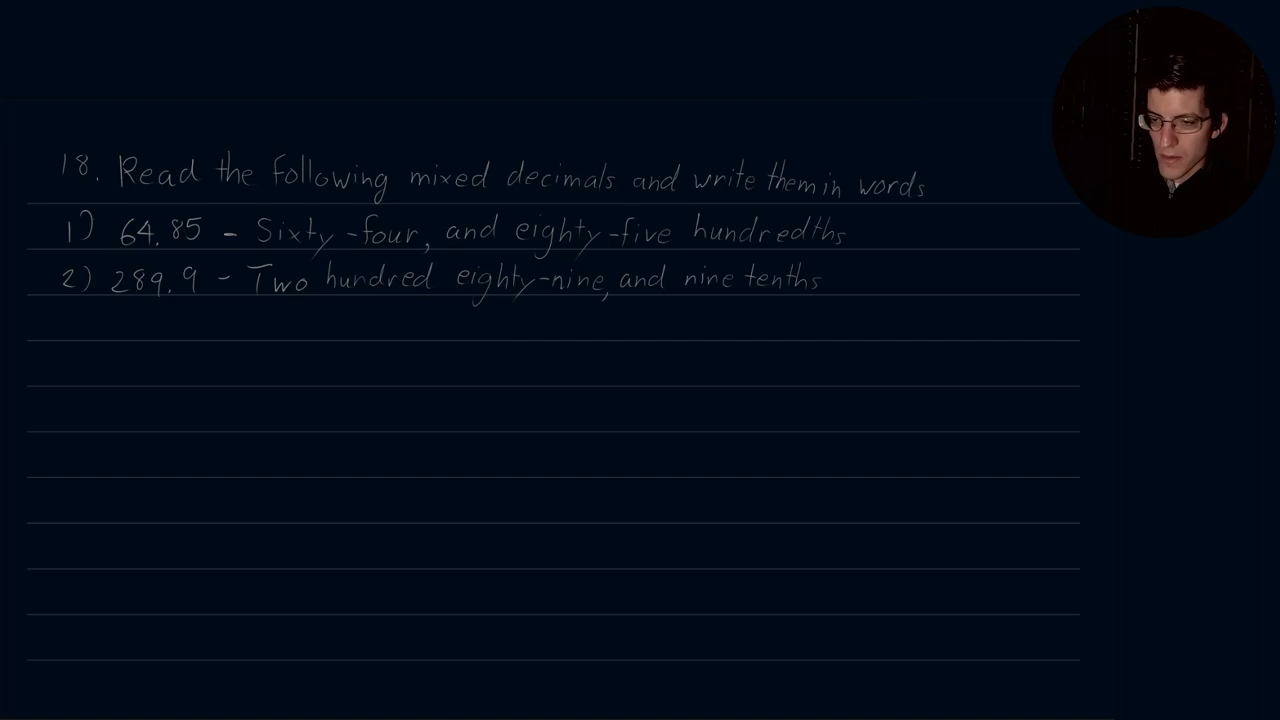 18. Read the following mixed decimals and write them in words
1) 64.85 - Sixty-four, and eighty-five hundredths
2) 289.9 - Two hundred eighty-nine, and nine tenths